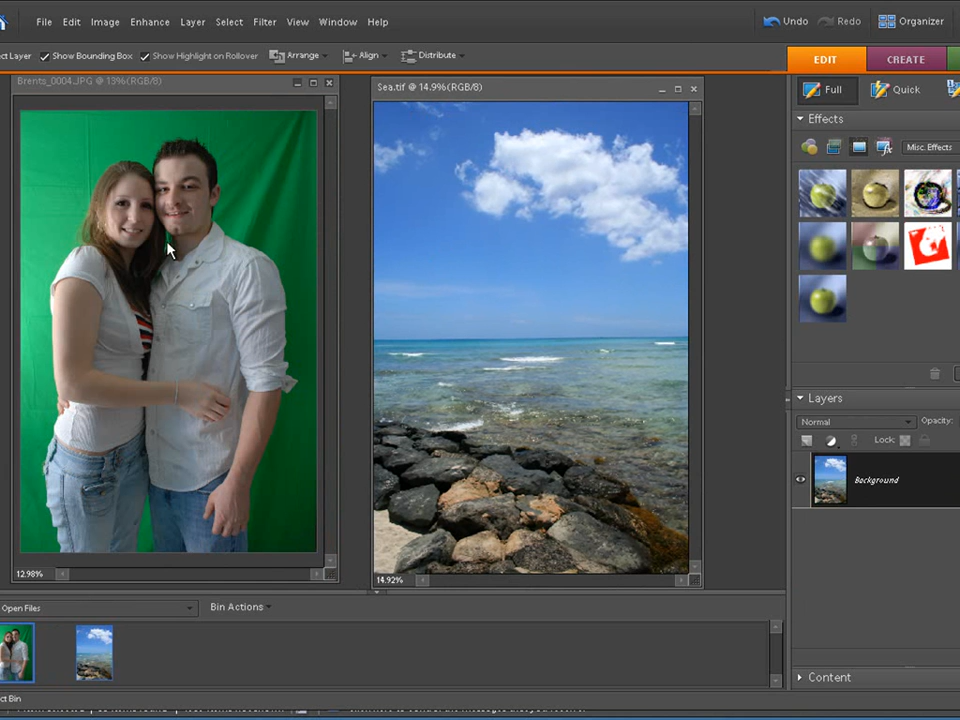 File Edit Image Enhance Layer Select Filter View Window Help Undo Redo Organizer
ct Layer Show Bounding Box Show Highlight on Rollover Arrange Align Distribute EDIT CREATE
Brents_0004.JPG @ 13%(RGB/8)
Sea.tif @ 14.9%(RGB/8)
Full Quick
Effects
Misc. Effects
Layers
Normal Opacity:
Lock:
Background
12.98%
14.92%
Open Files Bin Actions
Content
ct Bin